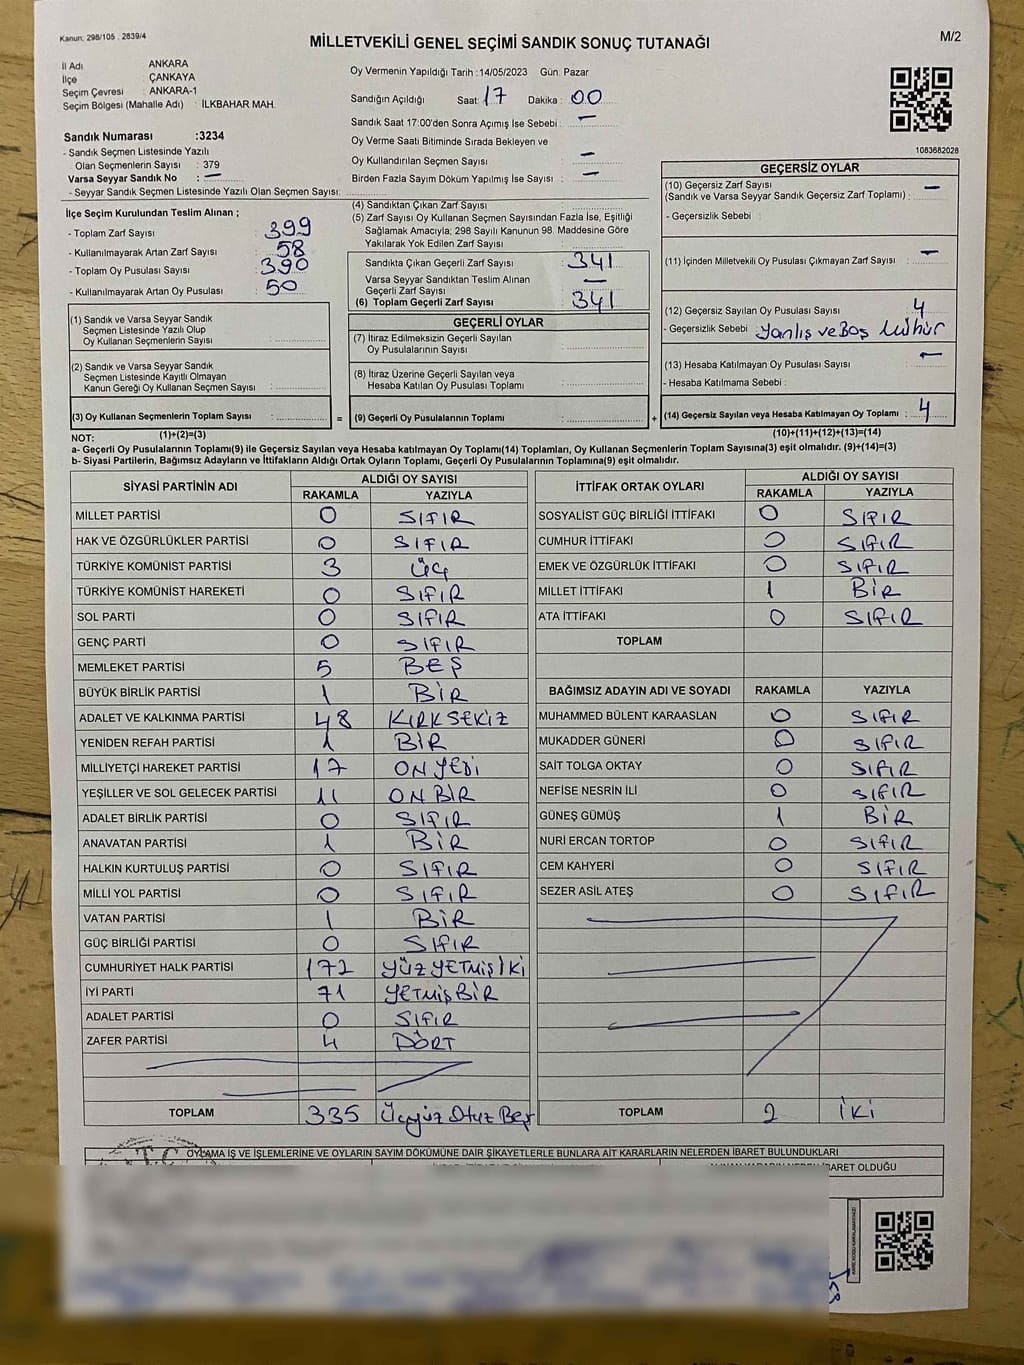 Kanun: 298/105 . 2839/4
M/2
MİLLETVEKİLİ GENEL SEÇİMİ SANDIK SONUÇ TUTANAĞI
İl Adı ANKARA
İlçe ÇANKAYA
Seçim Çevresi : ANKARA-1
Seçim Bölgesi (Mahalle Adı) : İLKBAHAR MAH.
Oy Vermenin Yapıldığı Tarih :14/05/2023 Gün: Pazar
Sandığın Açıldığı Saat: 17 Dakika : 00
Sandık Saat 17:00'den Sonra Açımış İse Sebebi : –
Oy Verme Saati Bitiminde Sırada Bekleyen ve
Oy Kullandırılan Seçmen Sayısı –
Birden Fazla Sayım Döküm Yapılmış İse Sayısı : –
1083682028
Sandık Numarası :3234
- Sandık Seçmen Listesinde Yazılı
Olan Seçmenlerin Sayısı : 379
Varsa Seyyar Sandık No : –
- Seyyar Sandık Seçmen Listesinde Yazılı Olan Seçmen Sayısı:
İlçe Seçim Kurulundan Teslim Alınan ;
- Toplam Zarf Sayısı : 399
- Kullanılmayarak Artan Zarf Sayısı : 58
- Toplam Oy Pusulası Sayısı : 390
- Kullanılmayarak Artan Oy Pusulası : 50
(4) Sandıktan Çıkan Zarf Sayısı
(5) Zarf Sayısı Oy Kullanan Seçmen Sayısından Fazla İse, Eşitliği
Sağlamak Amacıyla; 298 Sayılı Kanunun 98. Maddesine Göre
Yakılarak Yok Edilen Zarf Sayısı :
Sandıkta Çıkan Geçerli Zarf Sayısı : 341
Varsa Seyyar Sandıktan Teslim Alınan
Geçerli Zarf Sayısı : –
(6) Toplam Geçerli Zarf Sayısı : 341
GEÇERSİZ OYLAR
(10) Geçersiz Zarf Sayısı
(Sandık ve Varsa Seyyar Sandık Geçersiz Zarf Toplamı) : –
- Geçersizlik Sebebi :
(11) İçinden Milletvekili Oy Pusulası Çıkmayan Zarf Sayısı : –
(12) Geçersiz Sayılan Oy Pusulası Sayısı : 4
- Geçersizlik Sebebi : Yanlış ve Boş Mühür
(13) Hesaba Katılmayan Oy Pusulası Sayısı : –
- Hesaba Katılmama Sebebi :
(14) Geçersiz Sayılan veya Hesaba Katılmayan Oy Toplamı : 4
(10)+(11)+(12)+(13)=(14)
(1) Sandık ve Varsa Seyyar Sandık
Seçmen Listesinde Yazılı Olup
Oy Kullanan Seçmenlerin Sayısı :
(2) Sandık ve Varsa Seyyar Sandık
Seçmen Listesinde Kayıtlı Olmayan
Kanun Gereği Oy Kullanan Seçmen Sayısı :
(3) Oy Kullanan Seçmenlerin Toplam Sayısı : =
(1)+(2)=(3)
GEÇERLİ OYLAR
(7) İtiraz Edilmeksizin Geçerli Sayılan
Oy Pusulalarının Sayısı :
(8) İtiraz Üzerine Geçerli Sayılan veya
Hesaba Katılan Oy Pusulası Toplamı :
(9) Geçerli Oy Pusulalarının Toplamı : +
NOT:
a- Geçerli Oy Pusulalarının Toplamı(9) ile Geçersiz Sayılan veya Hesaba katılmayan Oy Toplamı(14) Toplamları, Oy Kullanan Seçmenlerin Toplam Sayısına(3) eşit olmalıdır. (9)+(14)=(3)
b- Siyasi Partilerin, Bağımsız Adayların ve İttifakların Aldığı Ortak Oyların Toplamı, Geçerli Oy Pusulalarının Toplamına(9) eşit olmalıdır.
SİYASİ PARTİNİN ADI ALDIĞI OY SAYISI
RAKAMLA YAZIYLA
MİLLET PARTİSİ 0 SIFIR
HAK VE ÖZGÜRLÜKLER PARTİSİ 0 SIFIR
TÜRKİYE KOMÜNİST PARTİSİ 3 ÜÇ
TÜRKİYE KOMÜNİST HAREKETİ 0 SIFIR
SOL PARTİ 0 SIFIR
GENÇ PARTİ 0 SIFIR
MEMLEKET PARTİSİ 5 BEŞ
BÜYÜK BİRLİK PARTİSİ 1 BİR
ADALET VE KALKINMA PARTİSİ 48 KIRKSEKİZ
YENİDEN REFAH PARTİSİ 1 BİR
MİLLİYETÇİ HAREKET PARTİSİ 17 ON YEDİ
YEŞİLLER VE SOL GELECEK PARTİSİ 11 ON BİR
ADALET BİRLİK PARTİSİ 0 SIFIR
ANAVATAN PARTİSİ 1 BİR
HALKIN KURTULUŞ PARTİSİ 0 SIFIR
MİLLİ YOL PARTİSİ 0 SIFIR
VATAN PARTİSİ 1 BİR
GÜÇ BİRLİĞİ PARTİSİ 0 SIFIR
CUMHURİYET HALK PARTİSİ 172 YÜZ YETMİŞ İKİ
İYİ PARTİ 71 YETMİŞ BİR
ADALET PARTİSİ 0 SIFIR
ZAFER PARTİSİ 4 DÖRT
TOPLAM 335 Üçyüz Otuz Beş
İTTİFAK ORTAK OYLARI ALDIĞI OY SAYISI
RAKAMLA YAZIYLA
SOSYALİST GÜÇ BİRLİĞİ İTTİFAKI 0 SIFIR
CUMHUR İTTİFAKI 0 SIFIR
EMEK VE ÖZGÜRLÜK İTTİFAKI 0 SIFIR
MİLLET İTTİFAKI 1 BİR
ATA İTTİFAKI 0 SIFIR
TOPLAM
BAĞIMSIZ ADAYIN ADI VE SOYADI RAKAMLA YAZIYLA
MUHAMMED BÜLENT KARAASLAN 0 SIFIR
MUKADDER GÜNERİ 0 SIFIR
SAİT TOLGA OKTAY 0 SIFIR
NEFİSE NESRİN İLİ 0 SIFIR
GÜNEŞ GÜMÜŞ 1 BİR
NURİ ERCAN TORTOP 0 SIFIR
CEM KAHYERİ 0 SIFIR
SEZER ASİL ATEŞ 0 SIFIR
TOPLAM 2 İKİ
T.C.
OYLAMA İŞ VE İŞLEMLERİNE VE OYLARIN SAYIM DÖKÜMÜNE DAİR ŞİKAYETLERLE BUNLARA AİT KARARLARIN NELERDEN İBARET BULUNDUKLARI
İBARET OLDUĞU